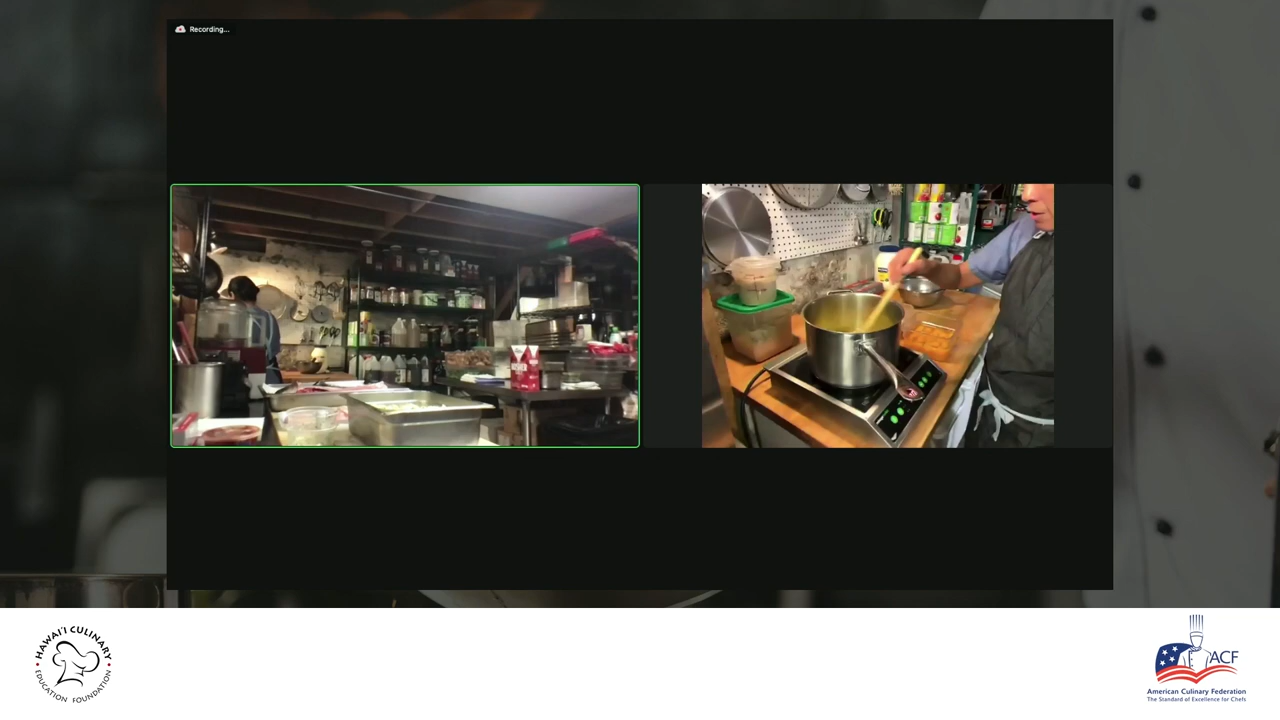 Recording...
HAWAI'I CULINARY
EDUCATION FOUNDATION
ACF
American Culinary Federation
The Standard of Excellence for Chefs